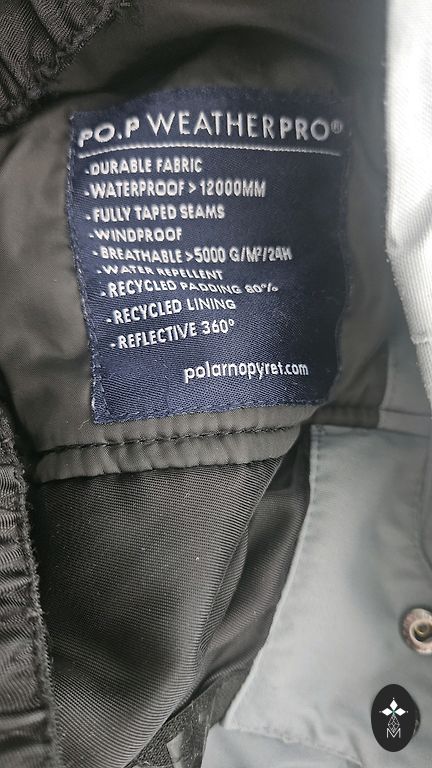 PO.P WEATHERPRO®
-DURABLE FABRIC
-WATERPROOF > 12000MM
-FULLY TAPED SEAMS
-WINDPROOF
-BREATHABLE >5000 G/M²/24H
-WATER REPELLENT
-RECYCLED PADDING 80%
-RECYCLED LINING
-REFLECTIVE 360°
polarnopyret.com